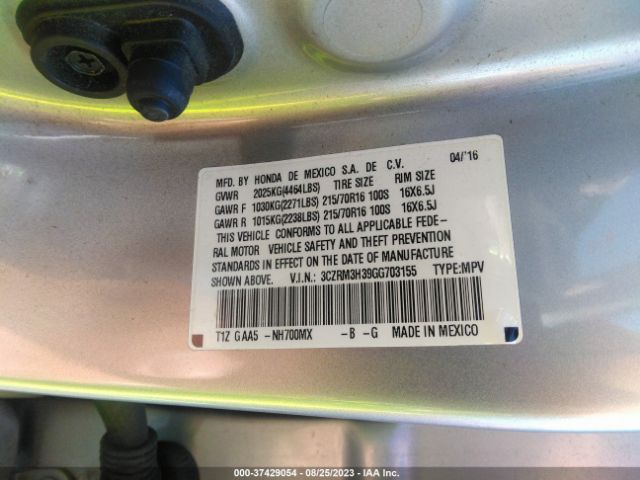 MFD. BY HONDA DE MEXICO S.A. DE C.V. 04/'16
GVWR 2025KG(4464LBS) TIRE SIZE RIM SIZE
GAWR F 1030KG(2271LBS) 215/70R16 100S 16X6.5J
GAWR R 1015KG(2238LBS) 215/70R16 100S 16X6.5J
THIS VEHICLE CONFORMS TO ALL APPLICABLE FEDE-
RAL MOTOR VEHICLE SAFETY AND THEFT PREVENTION
STANDARDS IN EFFECT ON THE DATE OF MANUFACTURE
SHOWN ABOVE. V.I.N.: 3CZRM3H39GG703155 TYPE:MPV
T1Z GAA5 -NH700MX -B -G MADE IN MEXICO
000-37429054 - 08/25/2023 - IAA Inc.